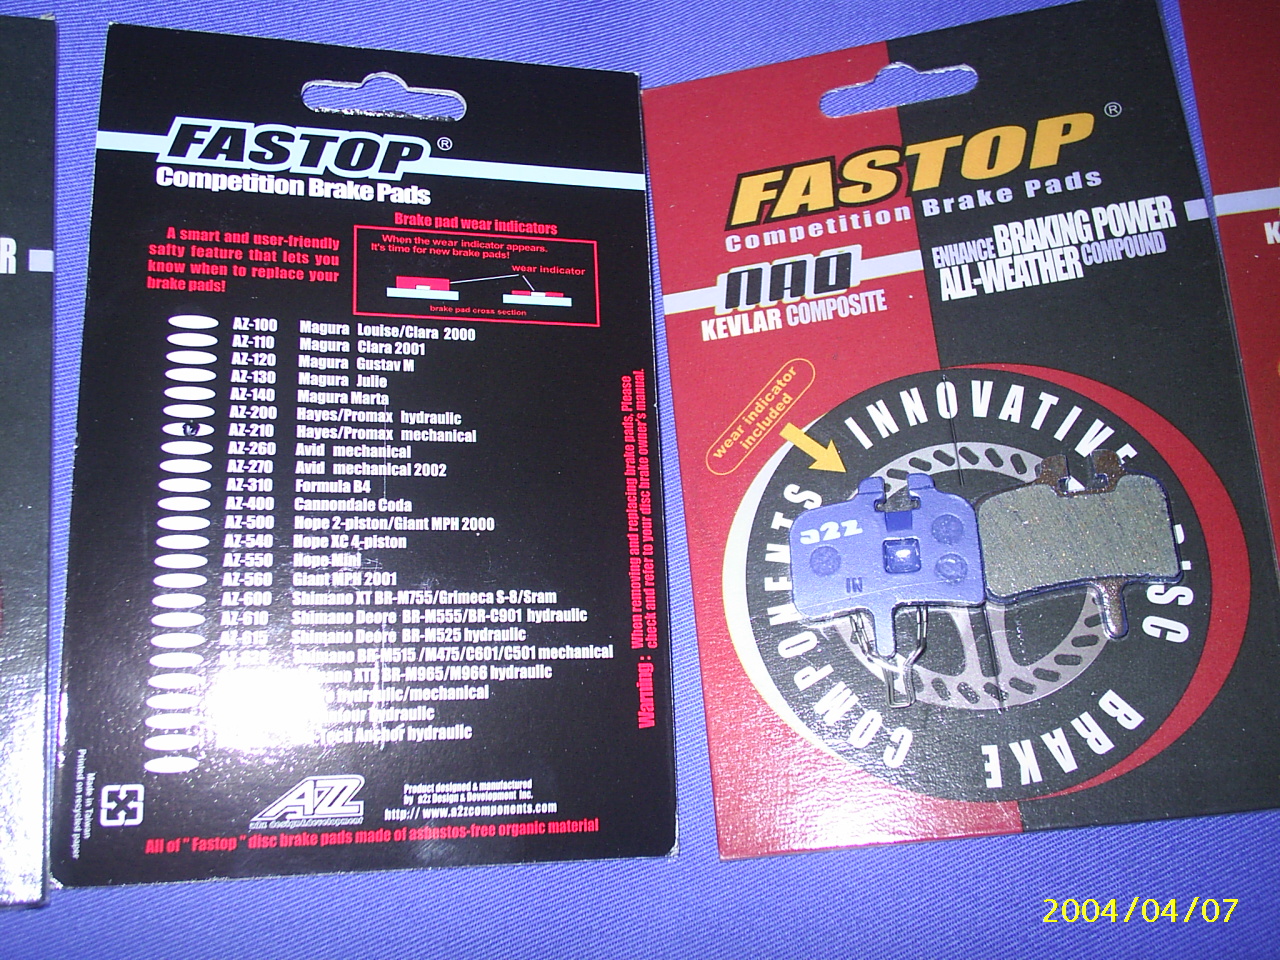 R
FASTOP®
Competition Brake Pads
A smart and user-friendly
safty feature that lets you
know when to replace your
brake pads!
Brake pad wear indicators
When the wear indicator appears.
It's time for new brake pads!
wear indicator
brake pad cross section
AZ-100 Magura Louise/Clara 2000
AZ-110 Magura Clara 2001
AZ-120 Magura Gustav M
AZ-130 Magura Julie
AZ-140 Magura Marta
AZ-200 Hayes/Promax hydraulic
AZ-210 Hayes/Promax mechanical
AZ-260 Avid mechanical
AZ-270 Avid mechanical 2002
AZ-310 Formula B4
AZ-400 Cannondale Coda
AZ-500 Hope 2-piston/Giant MPH 2000
AZ-540 Hope XC 4-piston
AZ-550 Hope Mini
AZ-560 Giant MPH 2001
AZ-600 Shimano XT BR-M755/Grimeca S-8/Sram
AZ-610 Shimano Deore BR-M555/BR-C901 hydraulic
AZ-615 Shimano Deore BR-M525 hydraulic
Shimano BR-M515 /M475/C601/C501 mechanical
BR-M965/M966 hydraulic
hydraulic/mechanical
hydraulic
Anchor hydraulic
Warning : When removing and replacing brake pads, Please
check and refer to your disc brake owner's manual.
Made in Taiwan
Printed on recycled paper
A2Z
a2z design & development
Product designed & manufactured
by a2z Design & Development Inc.
http://www.a2zcomponents.com
All of "Fastop" disc brake pads made of asbustos-free organic material
FASTOP®
Competition Brake Pads
NAO
KEVLAR COMPOSITE
ENHANCE BRAKING POWER
ALL-WEATHER COMPOUND
wear indicator
included
INNOVATIVE
DISC
BRAKE
COMPONENTS
a2z
IN
K
2004/04/07